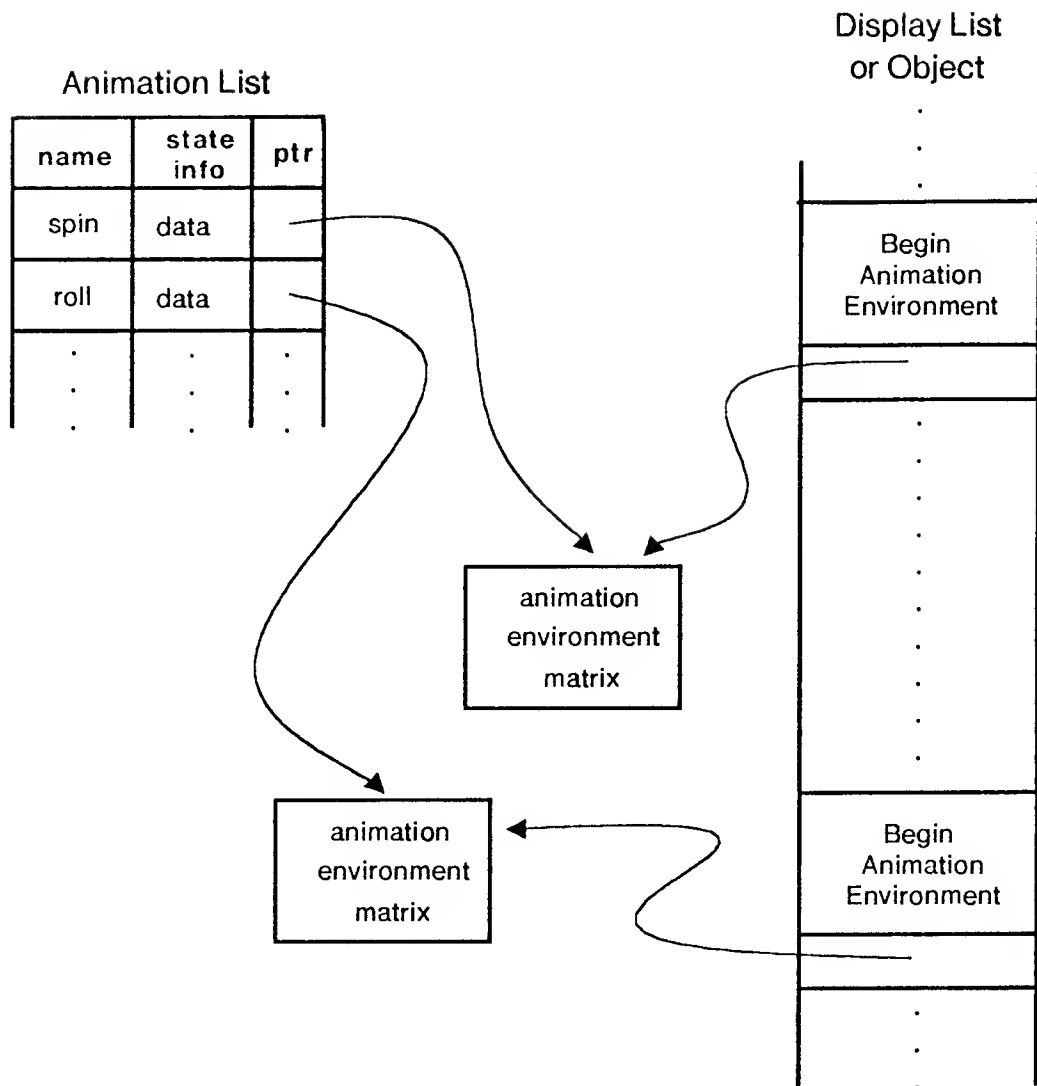 Display List
or Object
Animation List
name
state
info
ptr
spin
data
roll
data
Begin
Animation
Environment
animation
environment
matrix
animation
environment
matrix
Begin
Animation
Environment